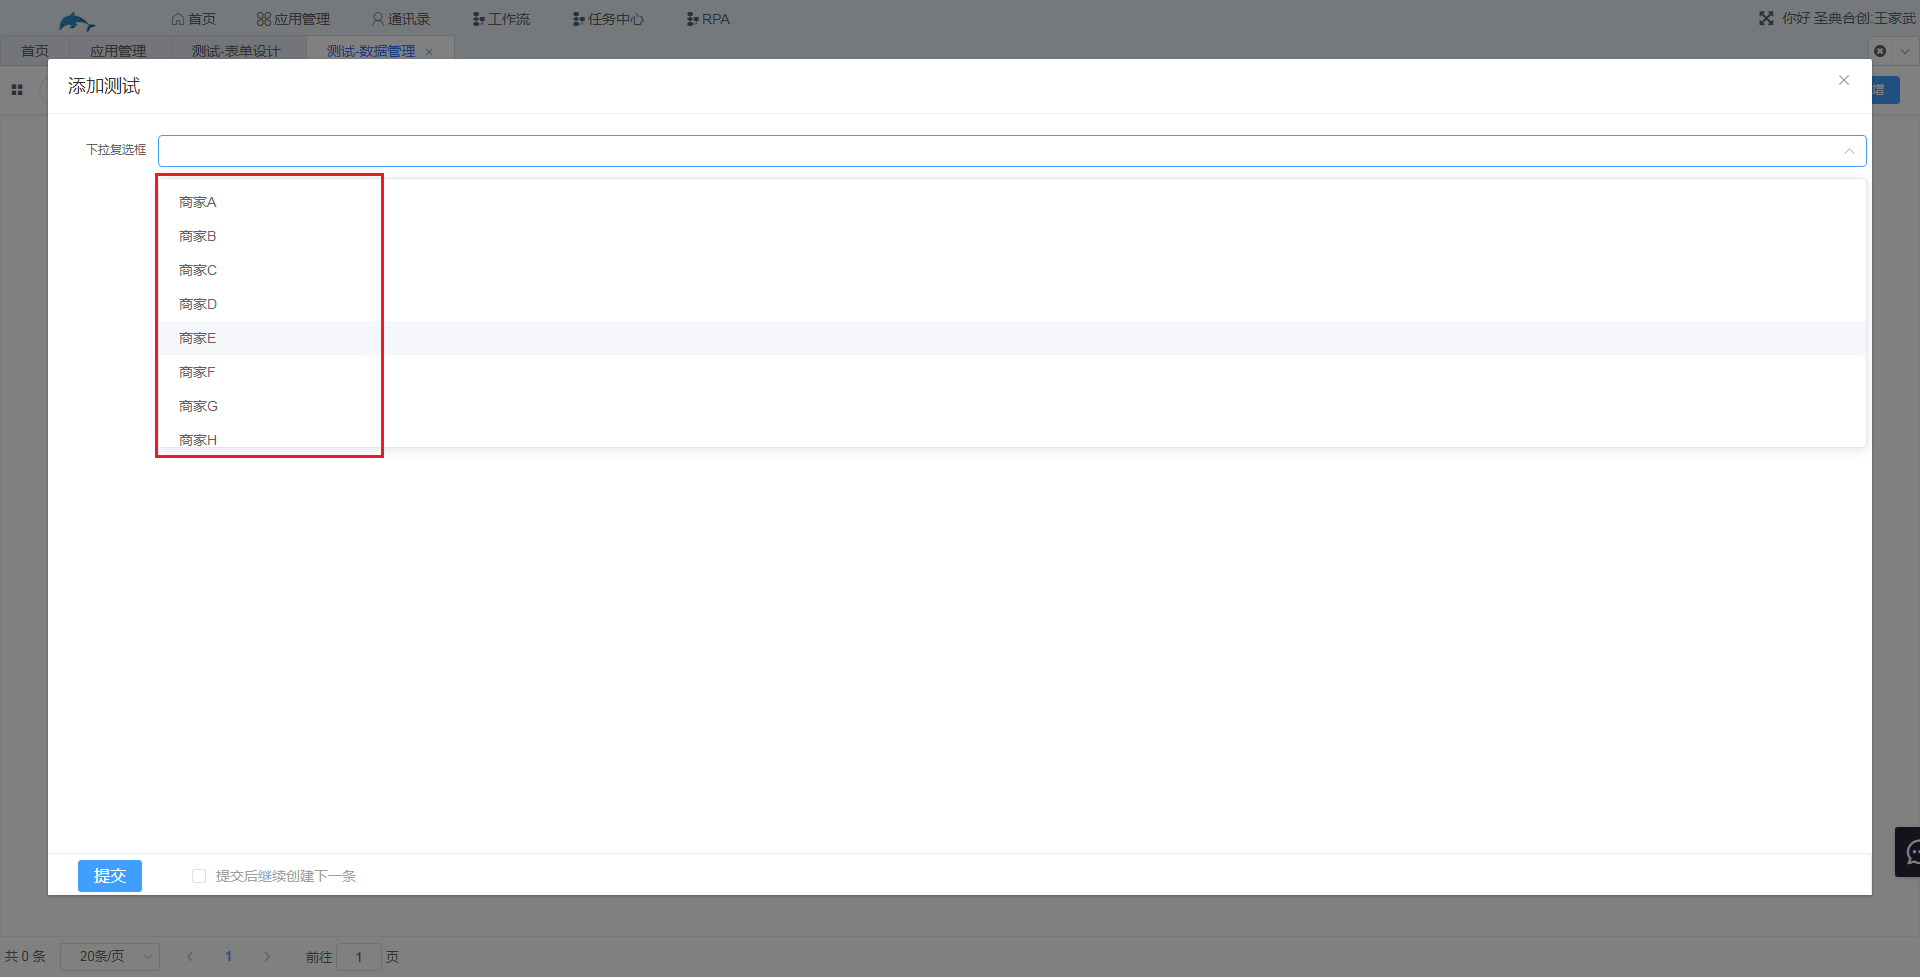 首页 应用管理 通讯录 工作流 任务中心 RPA 你好 圣典合创:王家武
首页 应用管理 测试-表单设计 测试-数据管理
添加测试
增
下拉复选框
商家A
商家B
商家C
商家D
商家E
商家F
商家G
商家H
提交 提交后继续创建下一条
共 0 条 20条/页 1 前往 1 页